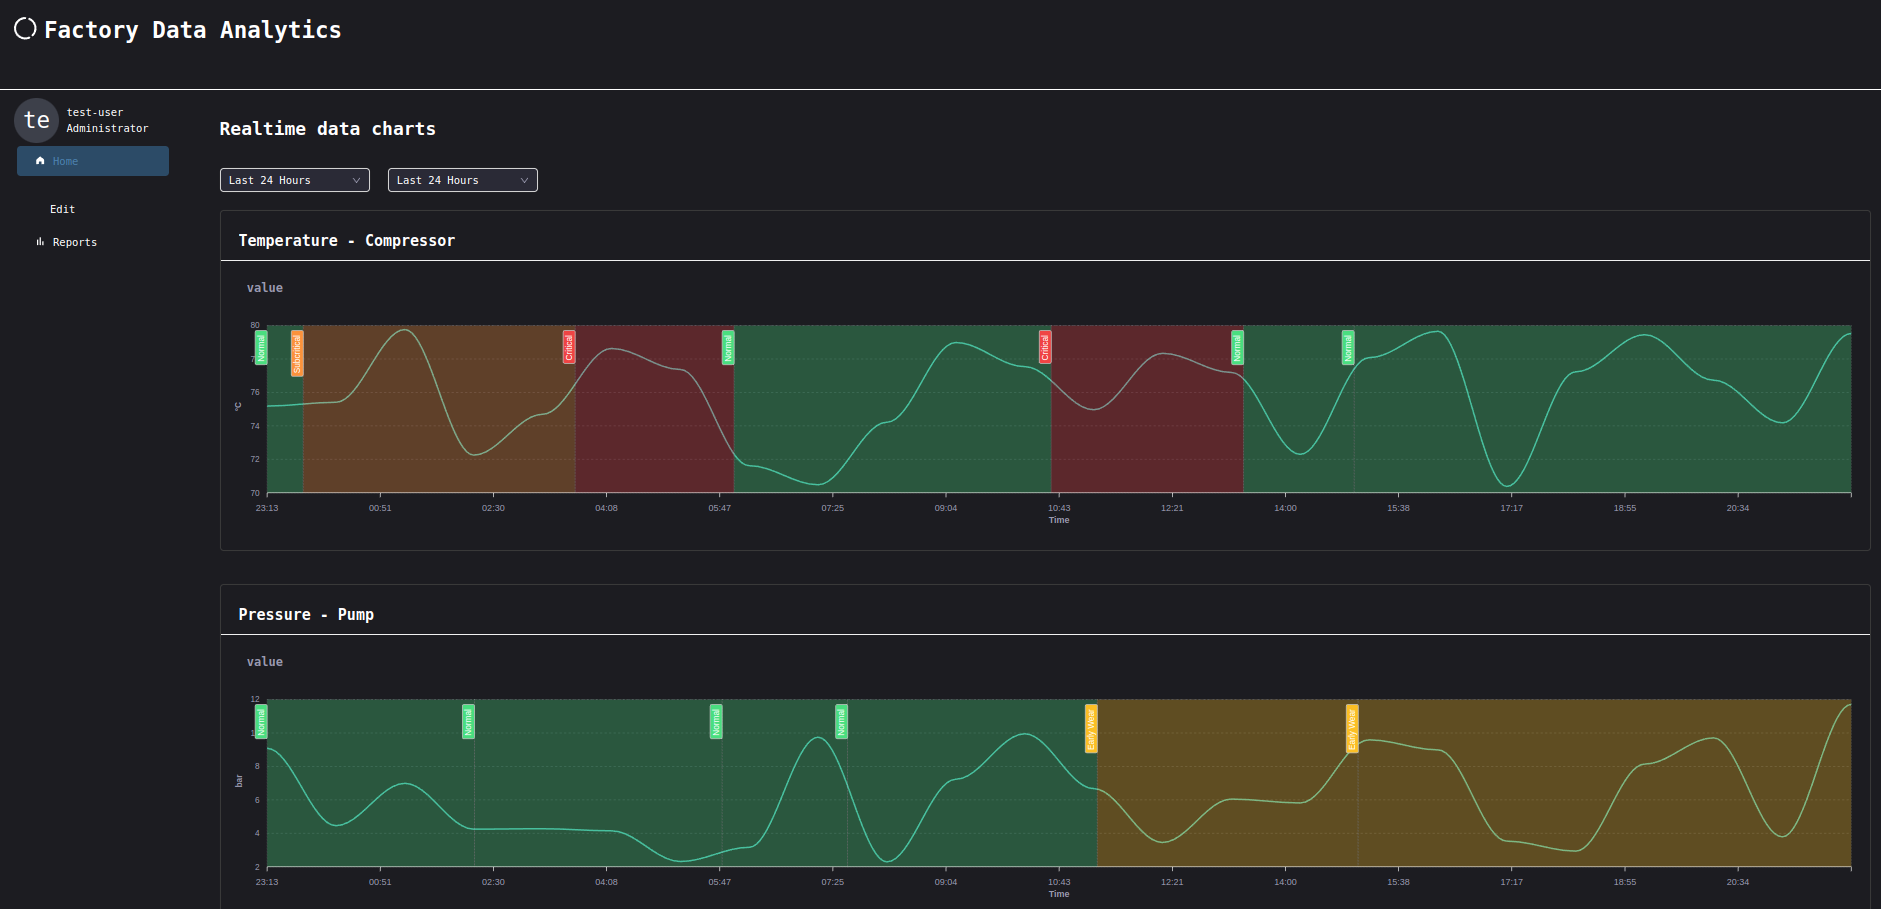 Factory Data Analytics
te
test-user
Administrator
Home
Edit
Reports
Realtime data charts
Last 24 Hours
Last 24 Hours
Temperature - Compressor
value
80
76
74
72
70
°C
Normal
Subcritical
Critical
Normal
Critical
Normal
Normal
23:13
00:51
02:30
04:08
05:47
07:25
09:04
10:43
12:21
14:00
15:38
17:17
18:55
20:34
Time
Pressure - Pump
value
12
8
6
4
2
bar
Normal
Normal
Normal
Normal
Early Wear
Early Wear
23:13
00:51
02:30
04:08
05:47
07:25
09:04
10:43
12:21
14:00
15:38
17:17
18:55
20:34
Time